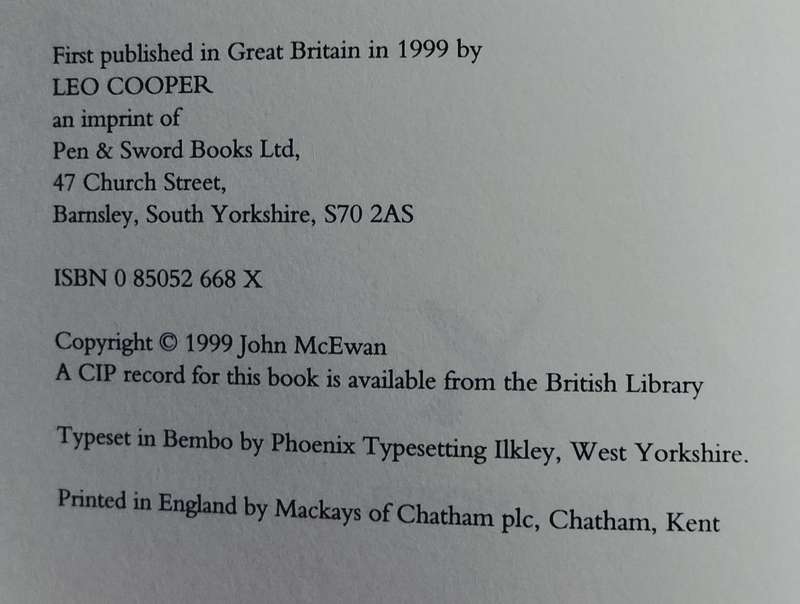 First published in Great Britain in 1999 by
LEO COOPER
an imprint of
Pen & Sword Books Ltd,
47 Church Street,
Barnsley, South Yorkshire, S70 2AS
ISBN 0 85052 668 X
Copyright © 1999 John McEwan
A CIP record for this book is available from the British Library
Typeset in Bembo by Phoenix Typesetting Ilkley, West Yorkshire.
Printed in England by Mackays of Chatham plc, Chatham, Kent